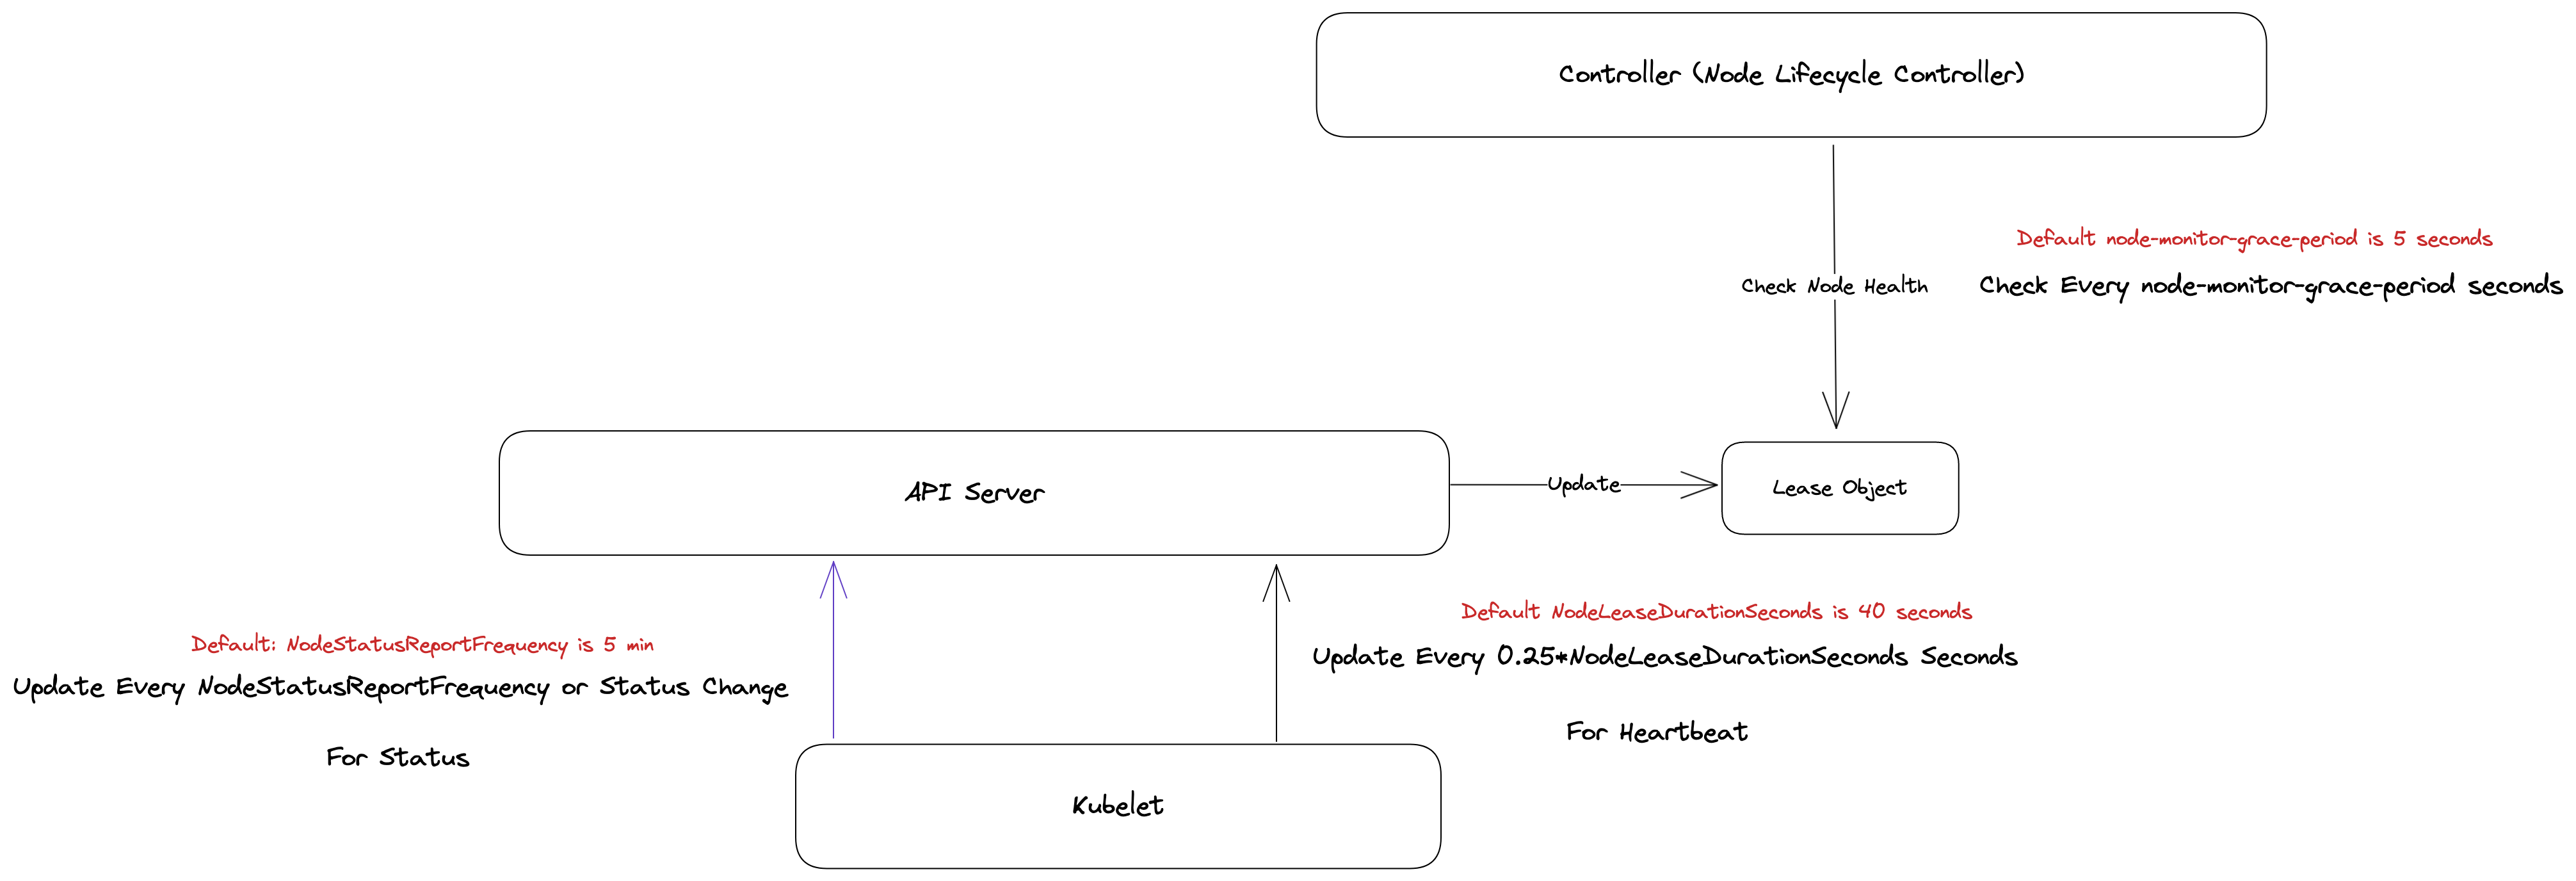 Controller (Node Lifecycle Controller)
Default node-monitor-grace-period is 5 seconds
Check Node Health
Check Every node-monitor-grace-period seconds
API Server
Update
Lease Object
Default: NodeStatusReportFrequency is 5 min
Update Every NodeStatusReportFrequency or Status Change
For Status
Default NodeLeaseDurationSeconds is 40 seconds
Update Every 0.25*NodeLeaseDurationSeconds Seconds
For Heartbeat
Kubelet